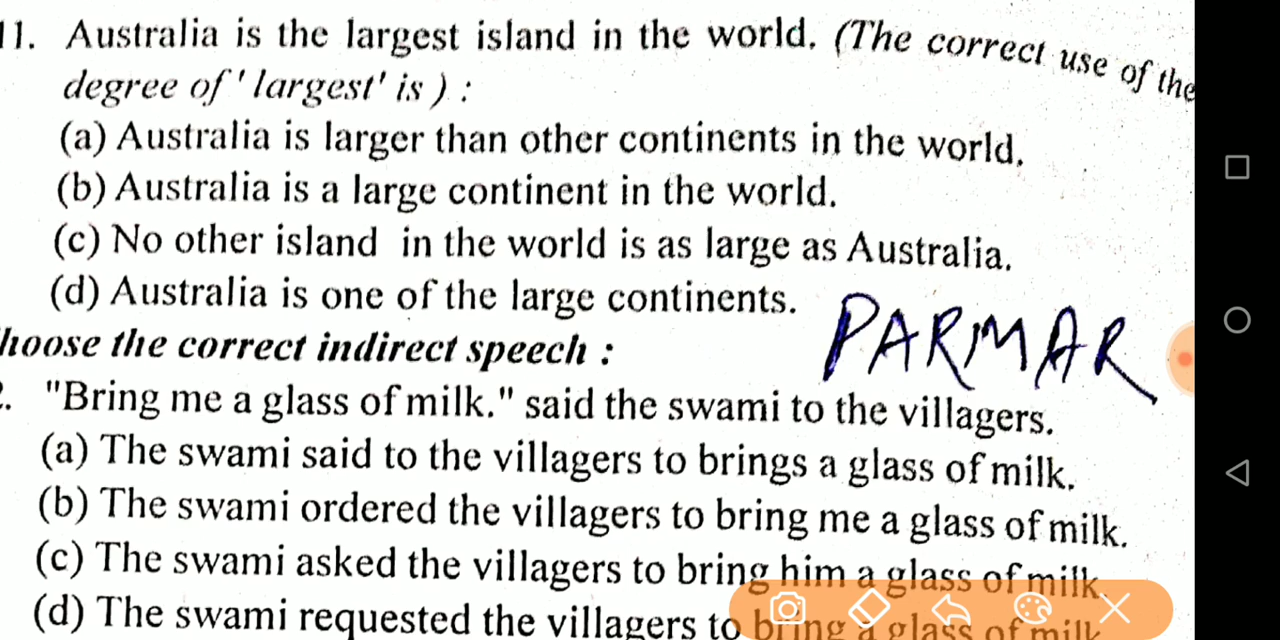 11. Australia is the largest island in the world. (The correct use of the
degree of 'largest' is ) :
(a) Australia is larger than other continents in the world.
(b) Australia is a large continent in the world.
(c) No other island in the world is as large as Australia.
(d) Australia is one of the large continents.
PARMAR
hoose the correct indirect speech :
2. "Bring me a glass of milk." said the swami to the villagers.
(a) The swami said to the villagers to brings a glass of milk.
(b) The swami ordered the villagers to bring me a glass of milk.
(c) The swami asked the villagers to bring him a glass of milk.
(d) The swami requested the villagers to bring a glass of milk